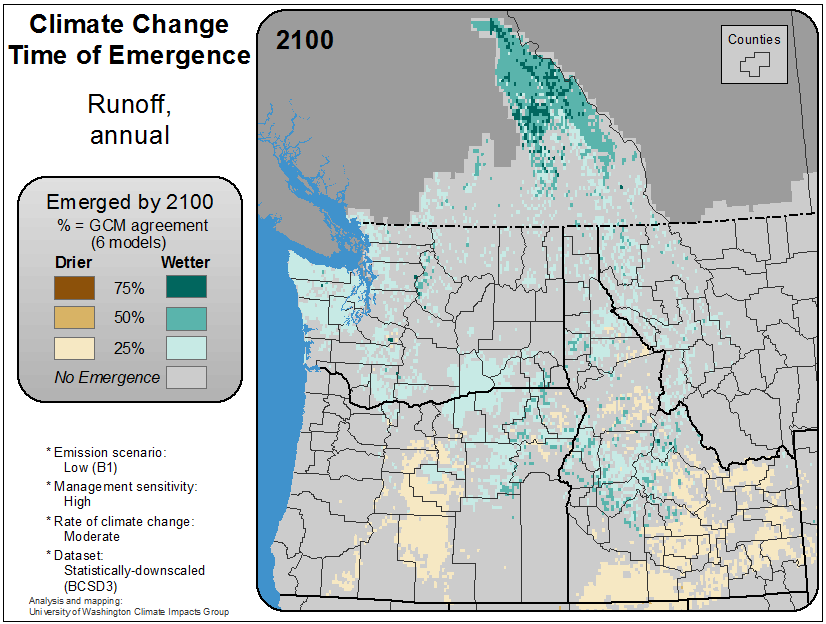 Climate Change
Time of Emergence
Runoff,
annual
Emerged by 2100
% = GCM agreement
(6 models)
Drier Wetter
75%
50%
25%
No Emergence
* Emission scenario:
Low (B1)
* Management sensitivity:
High
* Rate of climate change:
Moderate
* Dataset:
Statistically-downscaled
(BCSD3)
Analysis and mapping:
University of Washington Climate Impacts Group
2100
Counties